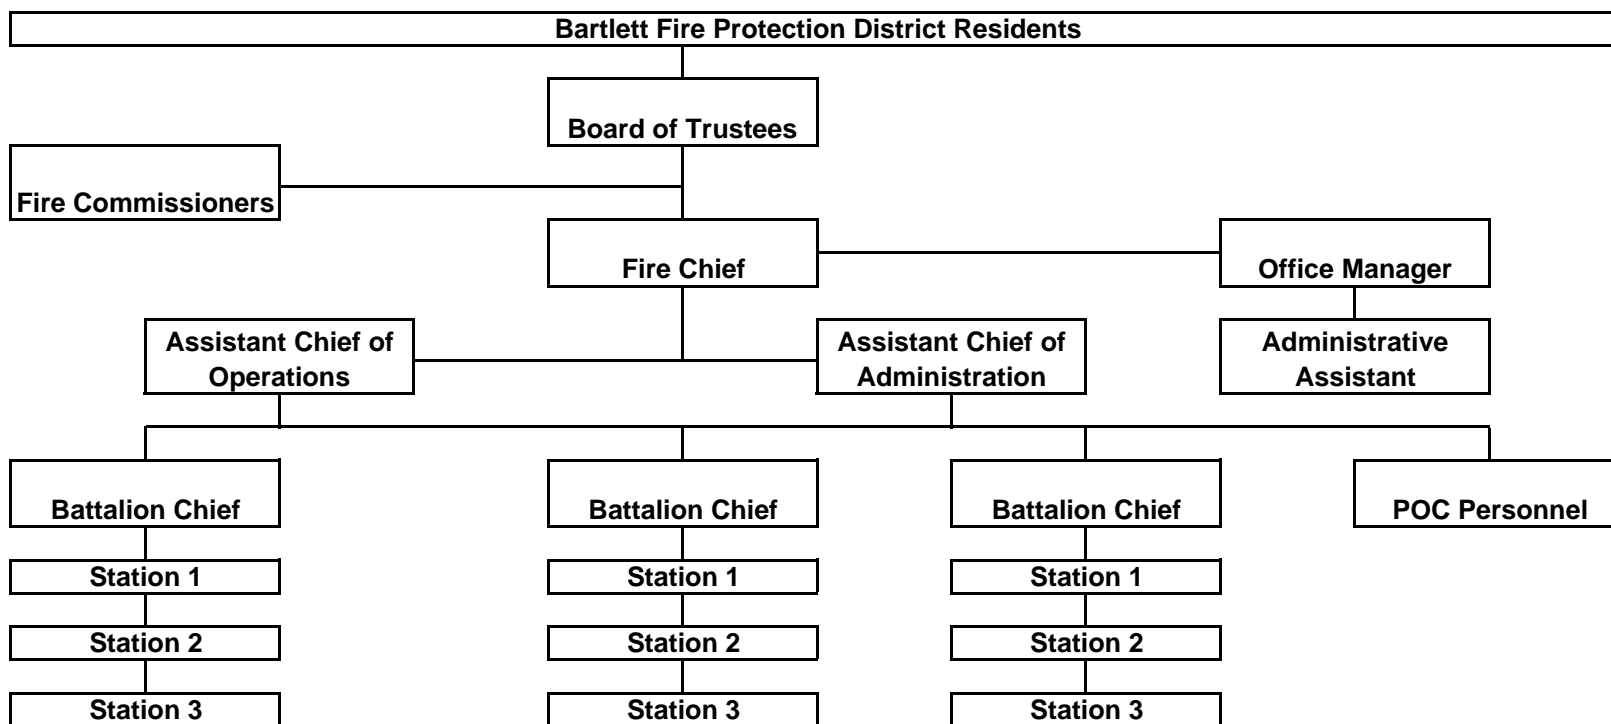 Bartlett Fire Protection District Residents
Board of Trustees
Fire Commissioners
Fire Chief
Office Manager
Assistant Chief of
Operations
Assistant Chief of
Administration
Administrative
Assistant
Battalion Chief
Battalion Chief
Battalion Chief
POC Personnel
Station 1
Station 1
Station 1
Station 2
Station 2
Station 2
Station 3
Station 3
Station 3